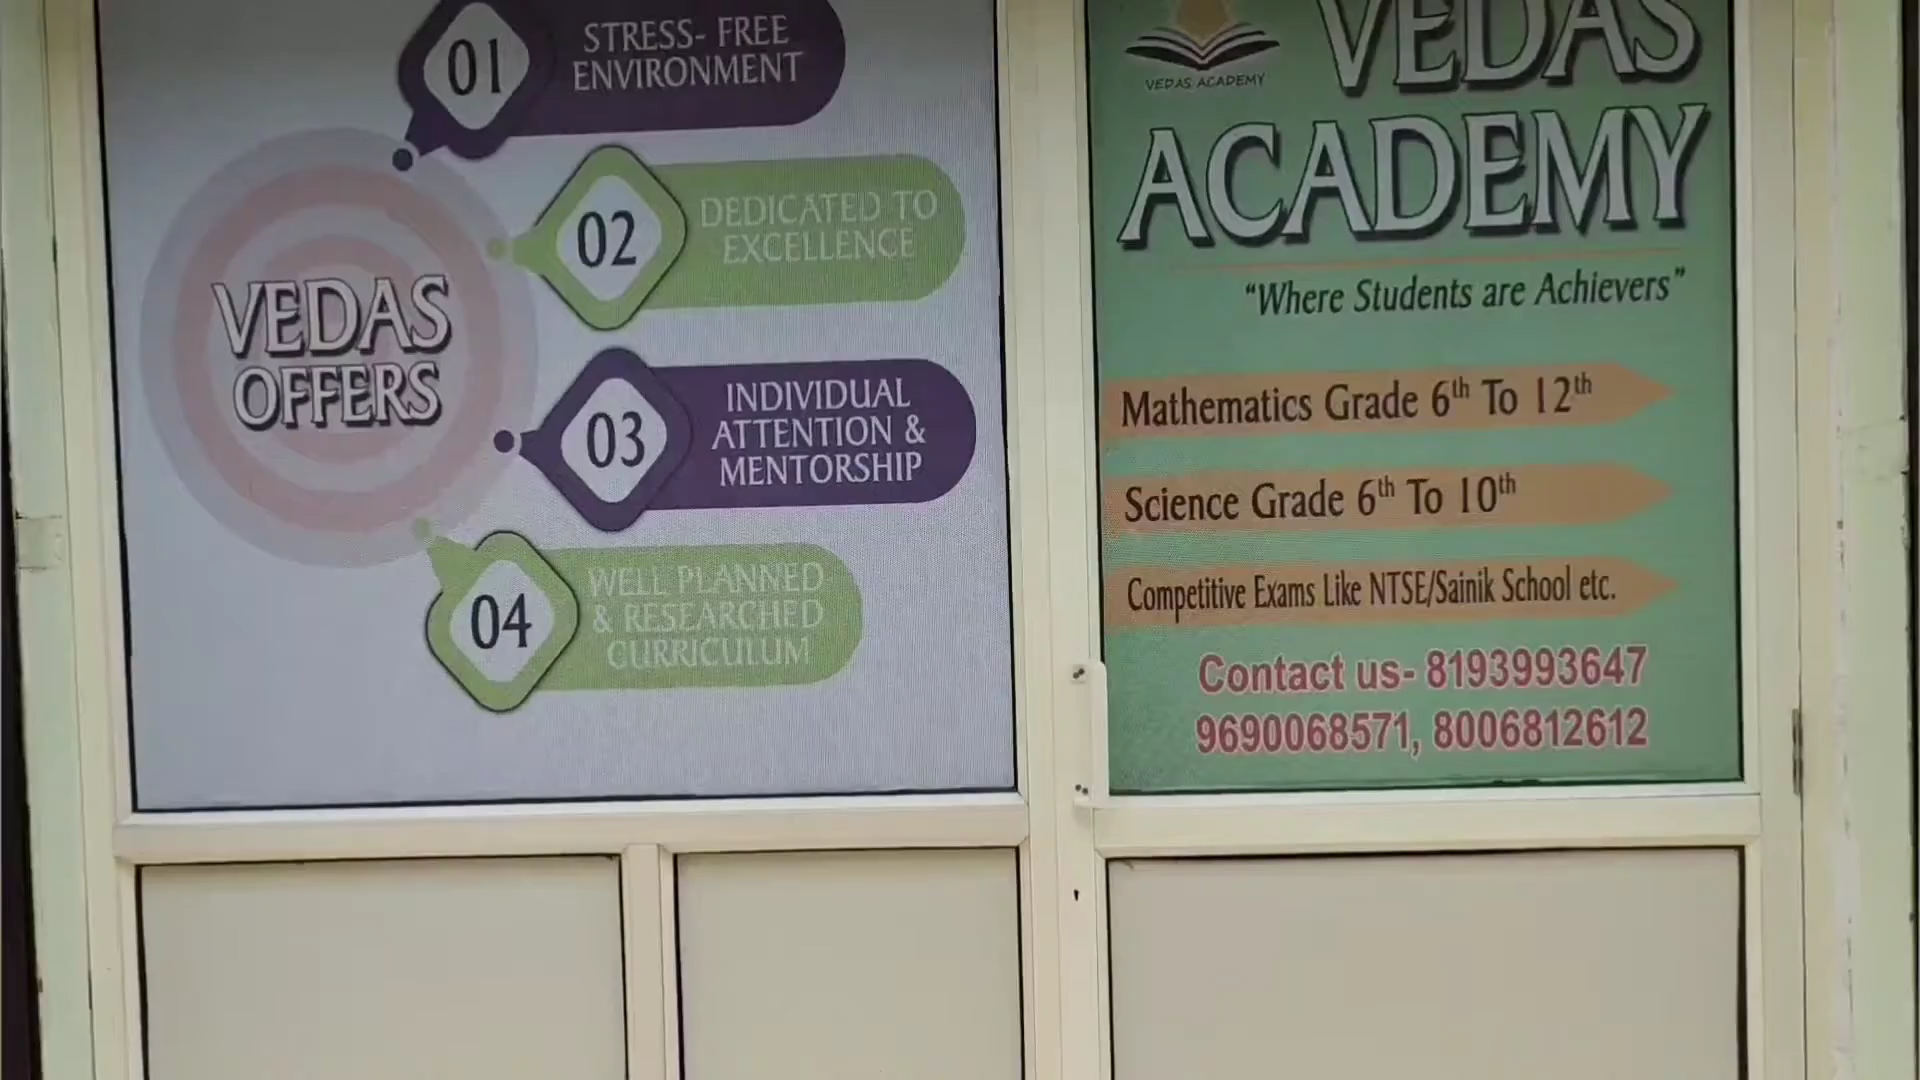 01
STRESS- FREE
ENVIRONMENT
02
DEDICATED TO
EXCELLENCE
VEDAS
OFFERS
03
INDIVIDUAL
ATTENTION &
MENTORSHIP
04
WELL PLANNED
& RESEARCHED
CURRICULUM
VEDAS ACADEMY
VEDAS
ACADEMY
"Where Students are Achievers"
Mathematics Grade 6th To 12th
Science Grade 6th To 10th
Competitive Exams Like NTSE/Sainik School etc.
Contact us- 8193993647
9690068571, 8006812612